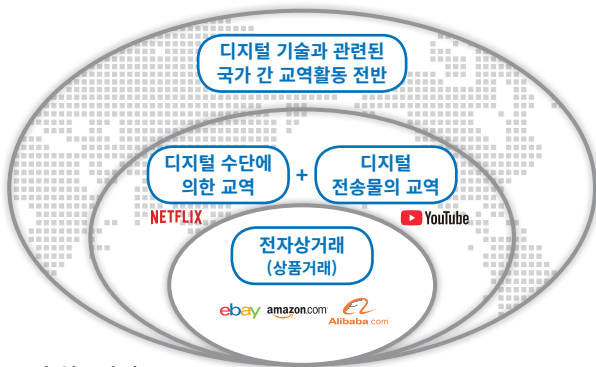 디지털 기술과 관련된
국가 간 교역활동 전반
디지털 수단에
의한 교역
+
디지털
전송물의 교역
NETFLIX
YouTube
전자상거래
(상품거래)
ebay
amazon.com
Alibaba.com